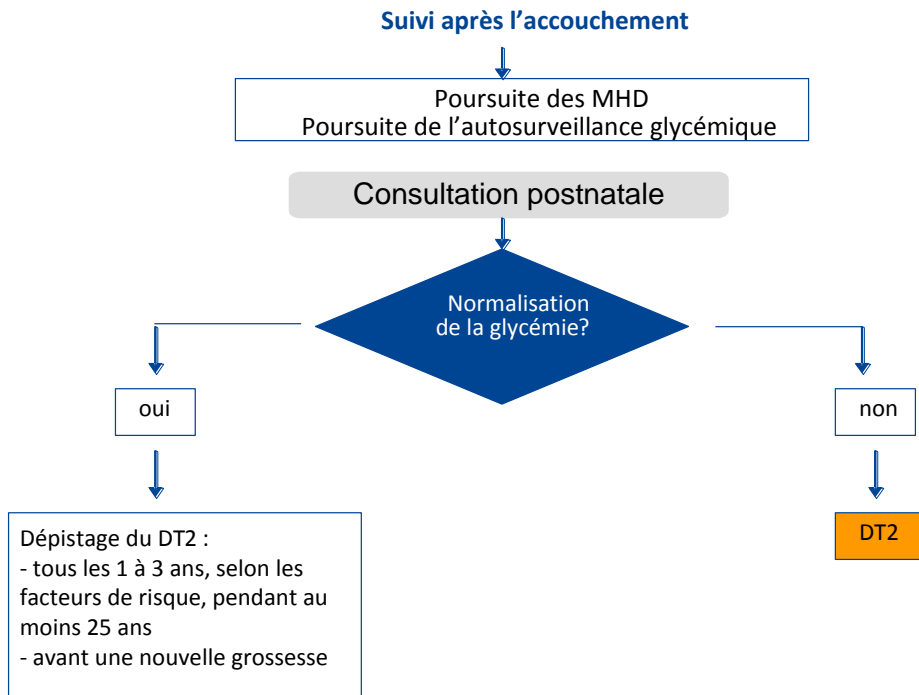 Suivi après l’accouchement
Poursuite des MHD
Poursuite de l’autosurveillance glycémique
Consultation postnatale
Normalisation
de la glycémie?
oui
non
Dépistage du DT2 :
- tous les 1 à 3 ans, selon les
facteurs de risque, pendant au
moins 25 ans
- avant une nouvelle grossesse
DT2